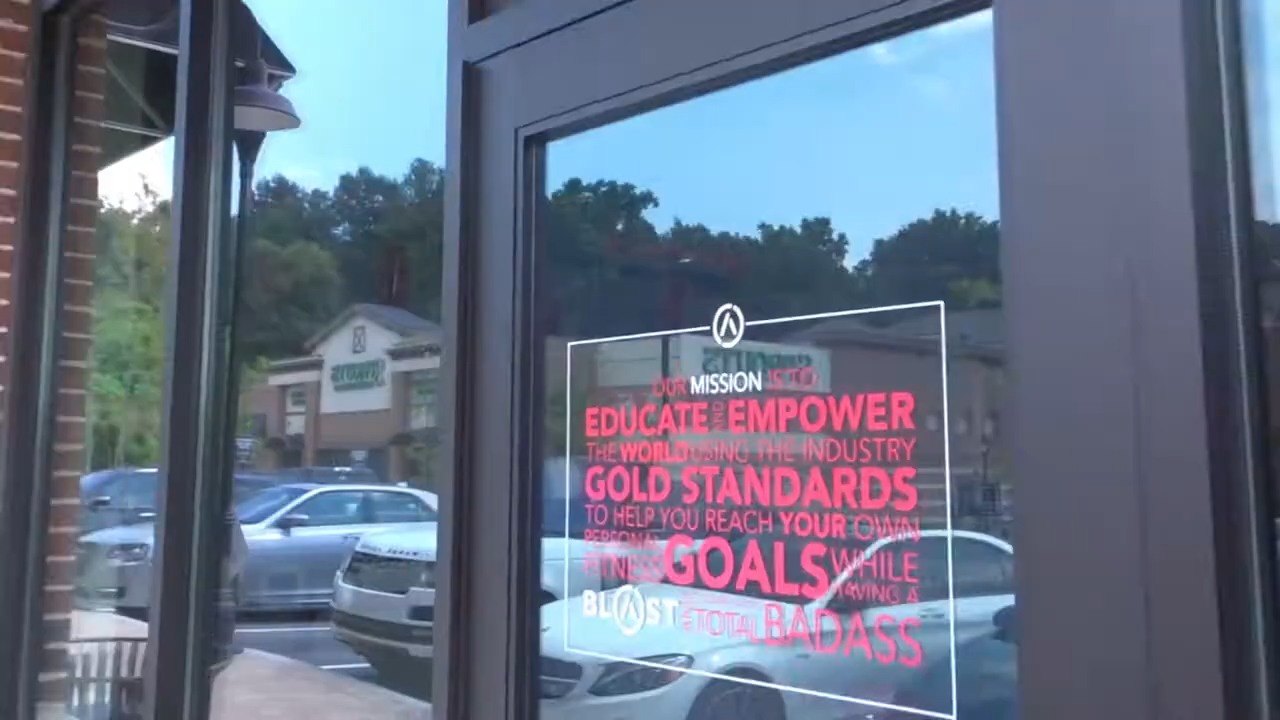 OUR MISSION IS TO
EDUCATE AND EMPOWER
THE WORLD USING THE INDUSTRY
GOLD STANDARDS
TO HELP YOU REACH YOUR OWN
PERSONAL FITNESS GOALS WHILE
HAVING A
BLAST TOTAL BADASS